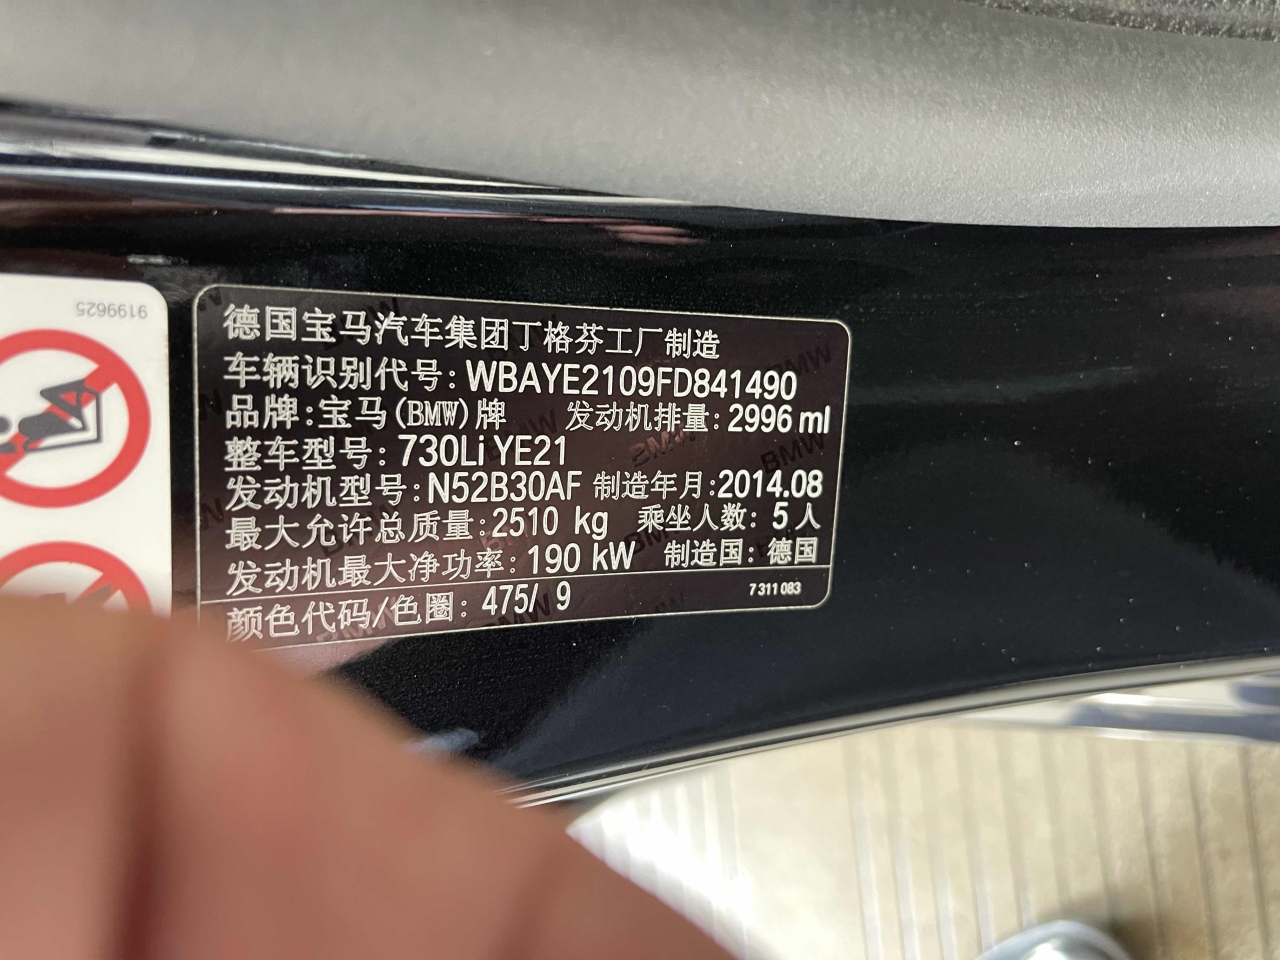 9199625
德国宝马汽车集团丁格芬工厂制造
车辆识别代号: WBAYE2109FD841490
品牌: 宝马(BMW)牌 发动机排量: 2996 ml
整车型号: 730Li YE21
发动机型号: N52B30AF 制造年月: 2014.08
最大允许总质量: 2510 kg 乘坐人数: 5 人
发动机最大净功率: 190 kW 制造国: 德国
颜色代码/色圈: 475/ 9 7 311 083